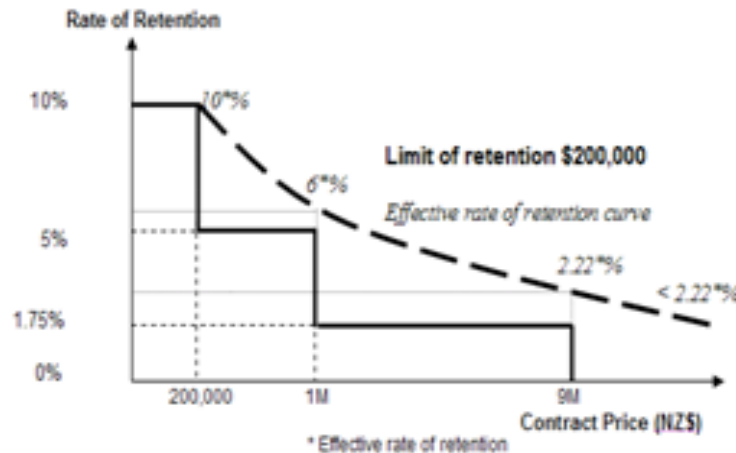 Rate of Retention
10%
10*%
Limit of retention $200,000
6*%
Effective rate of retention curve
5%
2.22*%
< 2.22*%
1.75%
0%
200,000
1M
9M
Contract Price (NZ$)
* Effective rate of retention